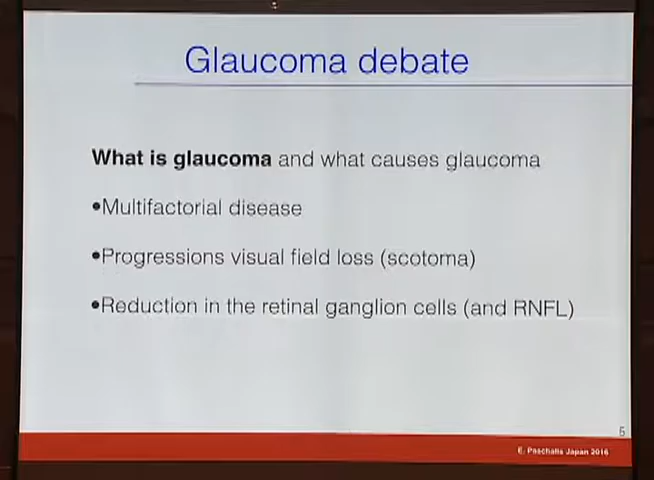 Glaucoma debate
What is glaucoma and what causes glaucoma
•Multifactorial disease
•Progressions visual field loss (scotoma)
•Reduction in the retinal ganglion cells (and RNFL)
5
E. Paschalis Japan 2016